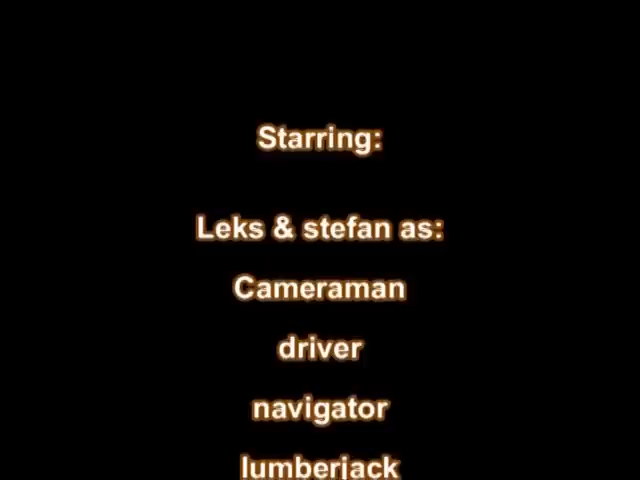 Starring:
Leks & stefan as:
Cameraman
driver
navigator
lumberjack